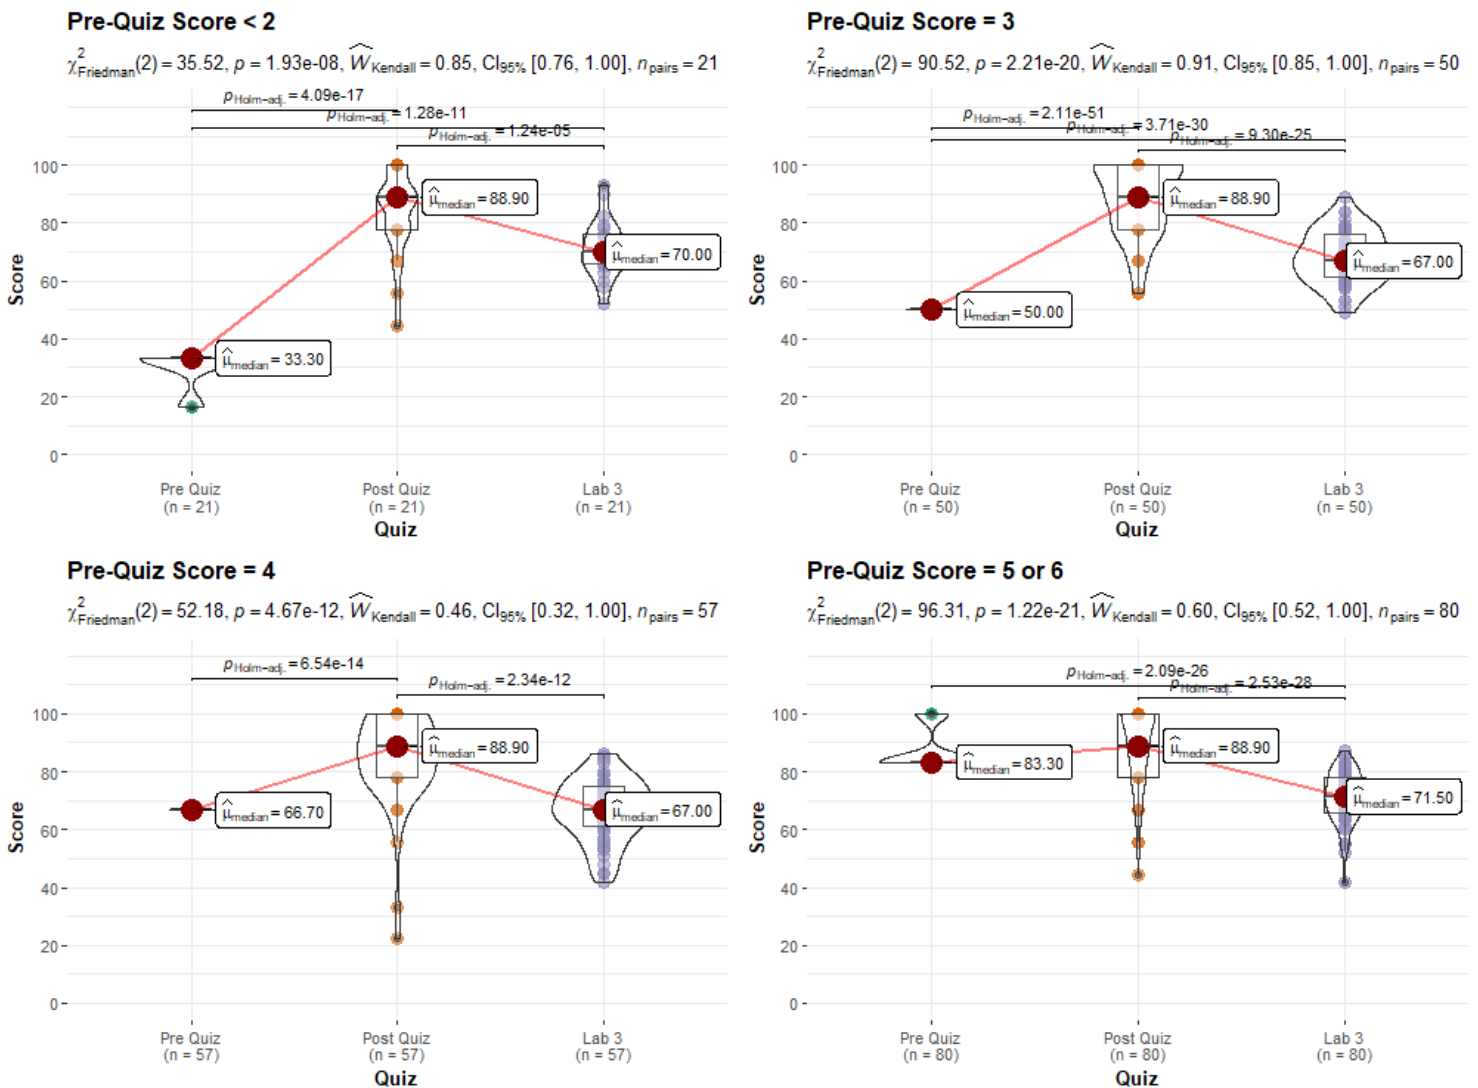 Pre-Quiz Score < 2
χ²Friedman(2) = 35.52, p = 1.93e-08, ŴKendall = 0.85, CI95% [0.76, 1.00], npairs = 21
pHolm-adj. = 4.09e-17
pHolm-adj. = 1.28e-11
pHolm-adj. = 1.24e-05
100
80
60
40
20
0
Score
μ̂median = 88.90
μ̂median = 70.00
μ̂median = 33.30
Pre Quiz
(n = 21)
Post Quiz
(n = 21)
Lab 3
(n = 21)
Quiz
Pre-Quiz Score = 3
χ²Friedman(2) = 90.52, p = 2.21e-20, ŴKendall = 0.91, CI95% [0.85, 1.00], npairs = 50
pHolm-adj. = 2.11e-51
pHolm-adj. = 3.71e-30
pHolm-adj. = 9.30e-25
100
80
60
40
20
0
Score
μ̂median = 88.90
μ̂median = 67.00
μ̂median = 50.00
Pre Quiz
(n = 50)
Post Quiz
(n = 50)
Lab 3
(n = 50)
Quiz
Pre-Quiz Score = 4
χ²Friedman(2) = 52.18, p = 4.67e-12, ŴKendall = 0.46, CI95% [0.32, 1.00], npairs = 57
pHolm-adj. = 6.54e-14
pHolm-adj. = 2.34e-12
100
80
60
40
20
0
Score
μ̂median = 88.90
μ̂median = 66.70
μ̂median = 67.00
Pre Quiz
(n = 57)
Post Quiz
(n = 57)
Lab 3
(n = 57)
Quiz
Pre-Quiz Score = 5 or 6
χ²Friedman(2) = 96.31, p = 1.22e-21, ŴKendall = 0.60, CI95% [0.52, 1.00], npairs = 80
pHolm-adj. = 2.09e-26
pHolm-adj. = 2.53e-28
100
80
60
40
20
0
Score
μ̂median = 88.90
μ̂median = 83.30
μ̂median = 71.50
Pre Quiz
(n = 80)
Post Quiz
(n = 80)
Lab 3
(n = 80)
Quiz